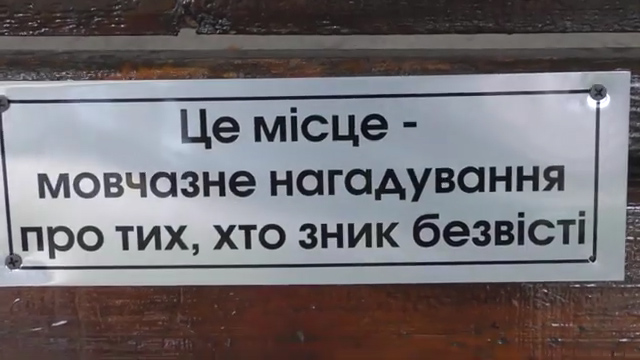 Це місце -
мовчазне нагадування
про тих, хто зник безвісті